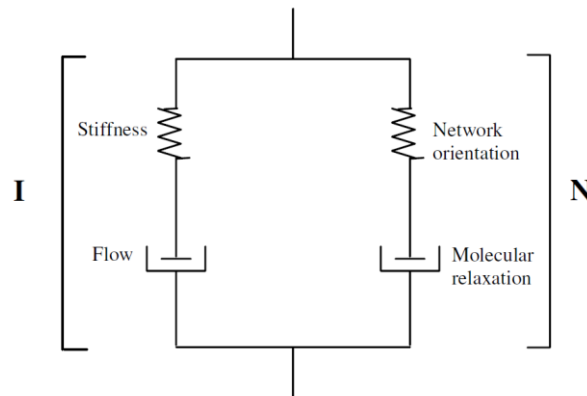 Stiffness
Network
orientation
I
N
Flow
Molecular
relaxation